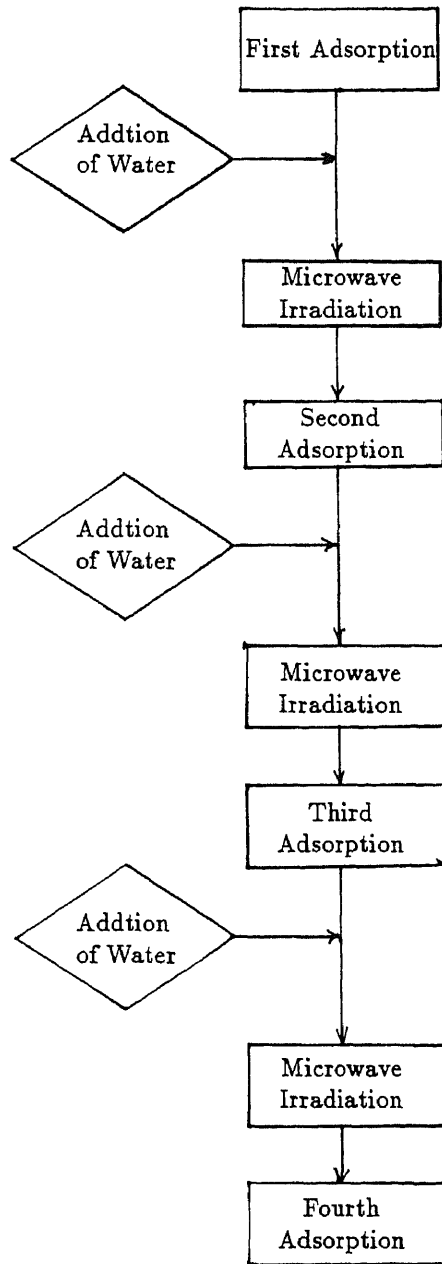 First Adsorption
Addtion
of Water
Microwave
Irradiation
Second
Adsorption
Addtion
of Water
Microwave
Irradiation
Third
Adsorption
Addtion
of Water
Microwave
Irradiation
Fourth
Adsorption